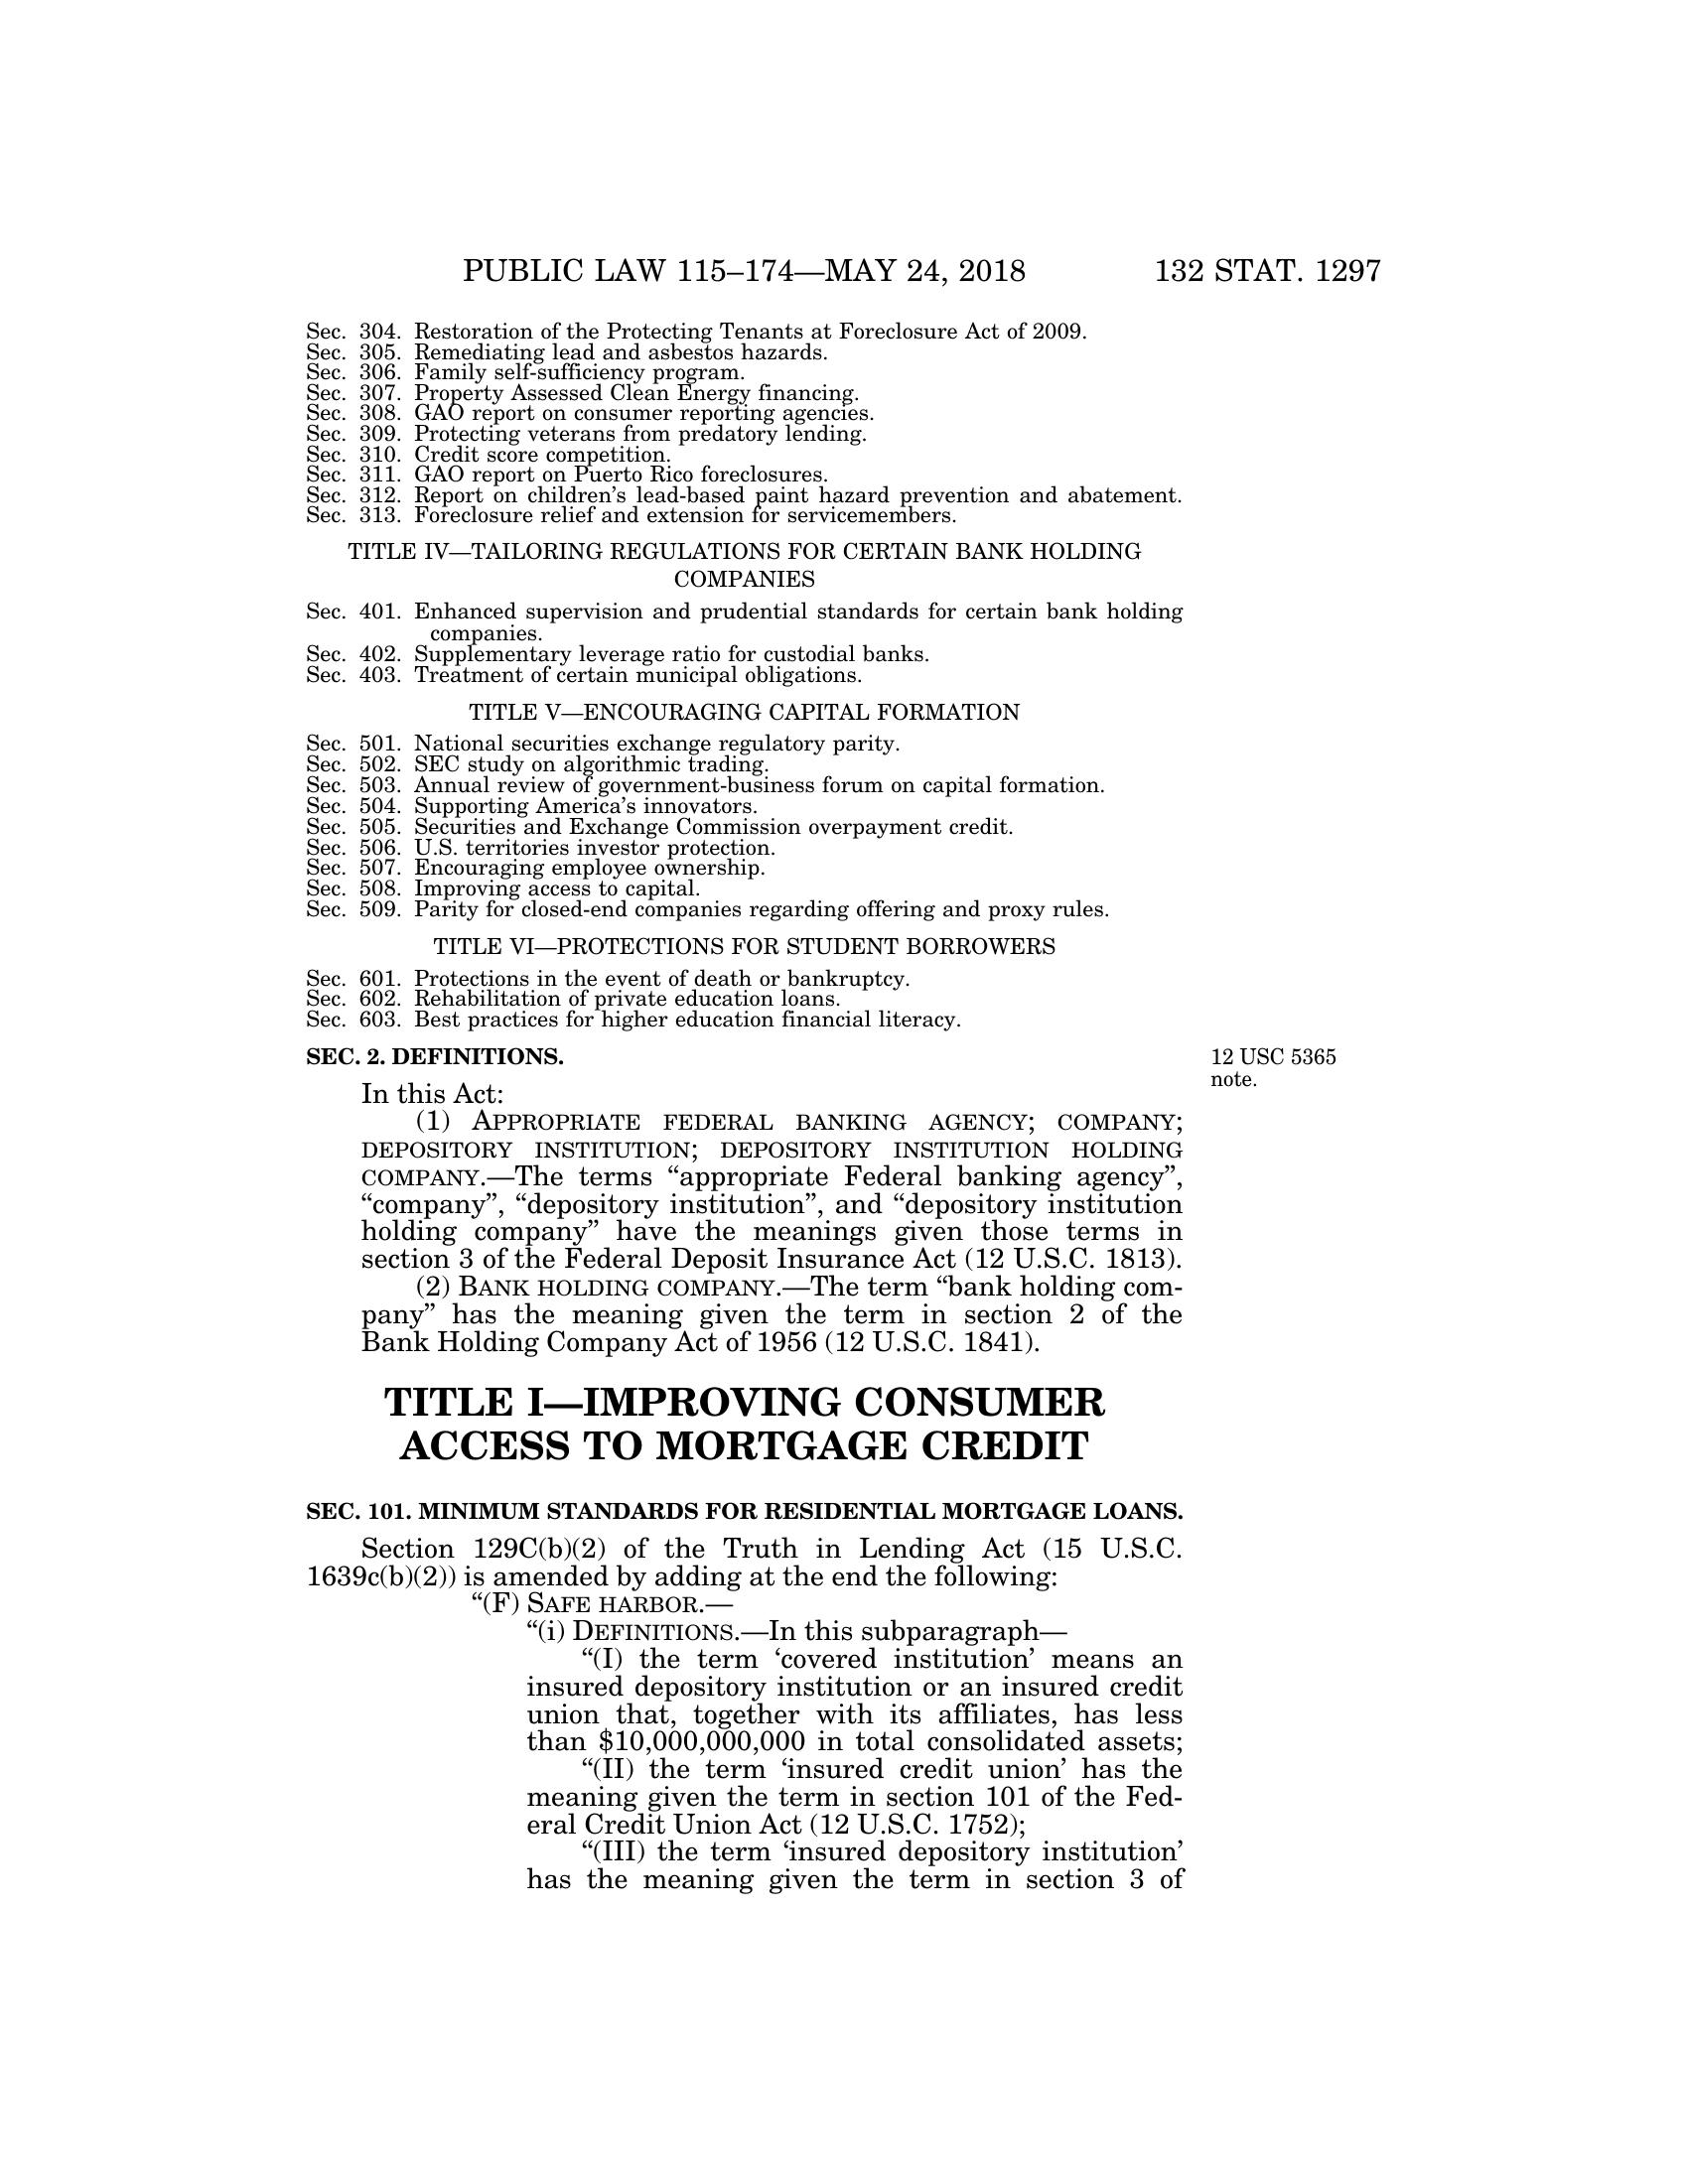 PUBLIC LAW 115–174—MAY 24, 2018 132 STAT. 1297
Sec. 304. Restoration of the Protecting Tenants at Foreclosure Act of 2009.
Sec. 305. Remediating lead and asbestos hazards.
Sec. 306. Family self-sufficiency program.
Sec. 307. Property Assessed Clean Energy financing.
Sec. 308. GAO report on consumer reporting agencies.
Sec. 309. Protecting veterans from predatory lending.
Sec. 310. Credit score competition.
Sec. 311. GAO report on Puerto Rico foreclosures.
Sec. 312. Report on children’s lead-based paint hazard prevention and abatement.
Sec. 313. Foreclosure relief and extension for servicemembers.
TITLE IV—TAILORING REGULATIONS FOR CERTAIN BANK HOLDING
COMPANIES
Sec. 401. Enhanced supervision and prudential standards for certain bank holding
companies.
Sec. 402. Supplementary leverage ratio for custodial banks.
Sec. 403. Treatment of certain municipal obligations.
TITLE V—ENCOURAGING CAPITAL FORMATION
Sec. 501. National securities exchange regulatory parity.
Sec. 502. SEC study on algorithmic trading.
Sec. 503. Annual review of government-business forum on capital formation.
Sec. 504. Supporting America’s innovators.
Sec. 505. Securities and Exchange Commission overpayment credit.
Sec. 506. U.S. territories investor protection.
Sec. 507. Encouraging employee ownership.
Sec. 508. Improving access to capital.
Sec. 509. Parity for closed-end companies regarding offering and proxy rules.
TITLE VI—PROTECTIONS FOR STUDENT BORROWERS
Sec. 601. Protections in the event of death or bankruptcy.
Sec. 602. Rehabilitation of private education loans.
Sec. 603. Best practices for higher education financial literacy.
SEC. 2. DEFINITIONS.
12 USC 5365
note.
In this Act:
(1) APPROPRIATE FEDERAL BANKING AGENCY; COMPANY;
DEPOSITORY INSTITUTION; DEPOSITORY INSTITUTION HOLDING
COMPANY.—The terms “appropriate Federal banking agency”,
“company”, “depository institution”, and “depository institution
holding company” have the meanings given those terms in
section 3 of the Federal Deposit Insurance Act (12 U.S.C. 1813).
(2) BANK HOLDING COMPANY.—The term “bank holding com-
pany” has the meaning given the term in section 2 of the
Bank Holding Company Act of 1956 (12 U.S.C. 1841).
TITLE I—IMPROVING CONSUMER
ACCESS TO MORTGAGE CREDIT
SEC. 101. MINIMUM STANDARDS FOR RESIDENTIAL MORTGAGE LOANS.
Section 129C(b)(2) of the Truth in Lending Act (15 U.S.C.
1639c(b)(2)) is amended by adding at the end the following:
“(F) SAFE HARBOR.—
“(i) DEFINITIONS.—In this subparagraph—
“(I) the term ‘covered institution’ means an
insured depository institution or an insured credit
union that, together with its affiliates, has less
than $10,000,000,000 in total consolidated assets;
“(II) the term ‘insured credit union’ has the
meaning given the term in section 101 of the Fed-
eral Credit Union Act (12 U.S.C. 1752);
“(III) the term ‘insured depository institution’
has the meaning given the term in section 3 of